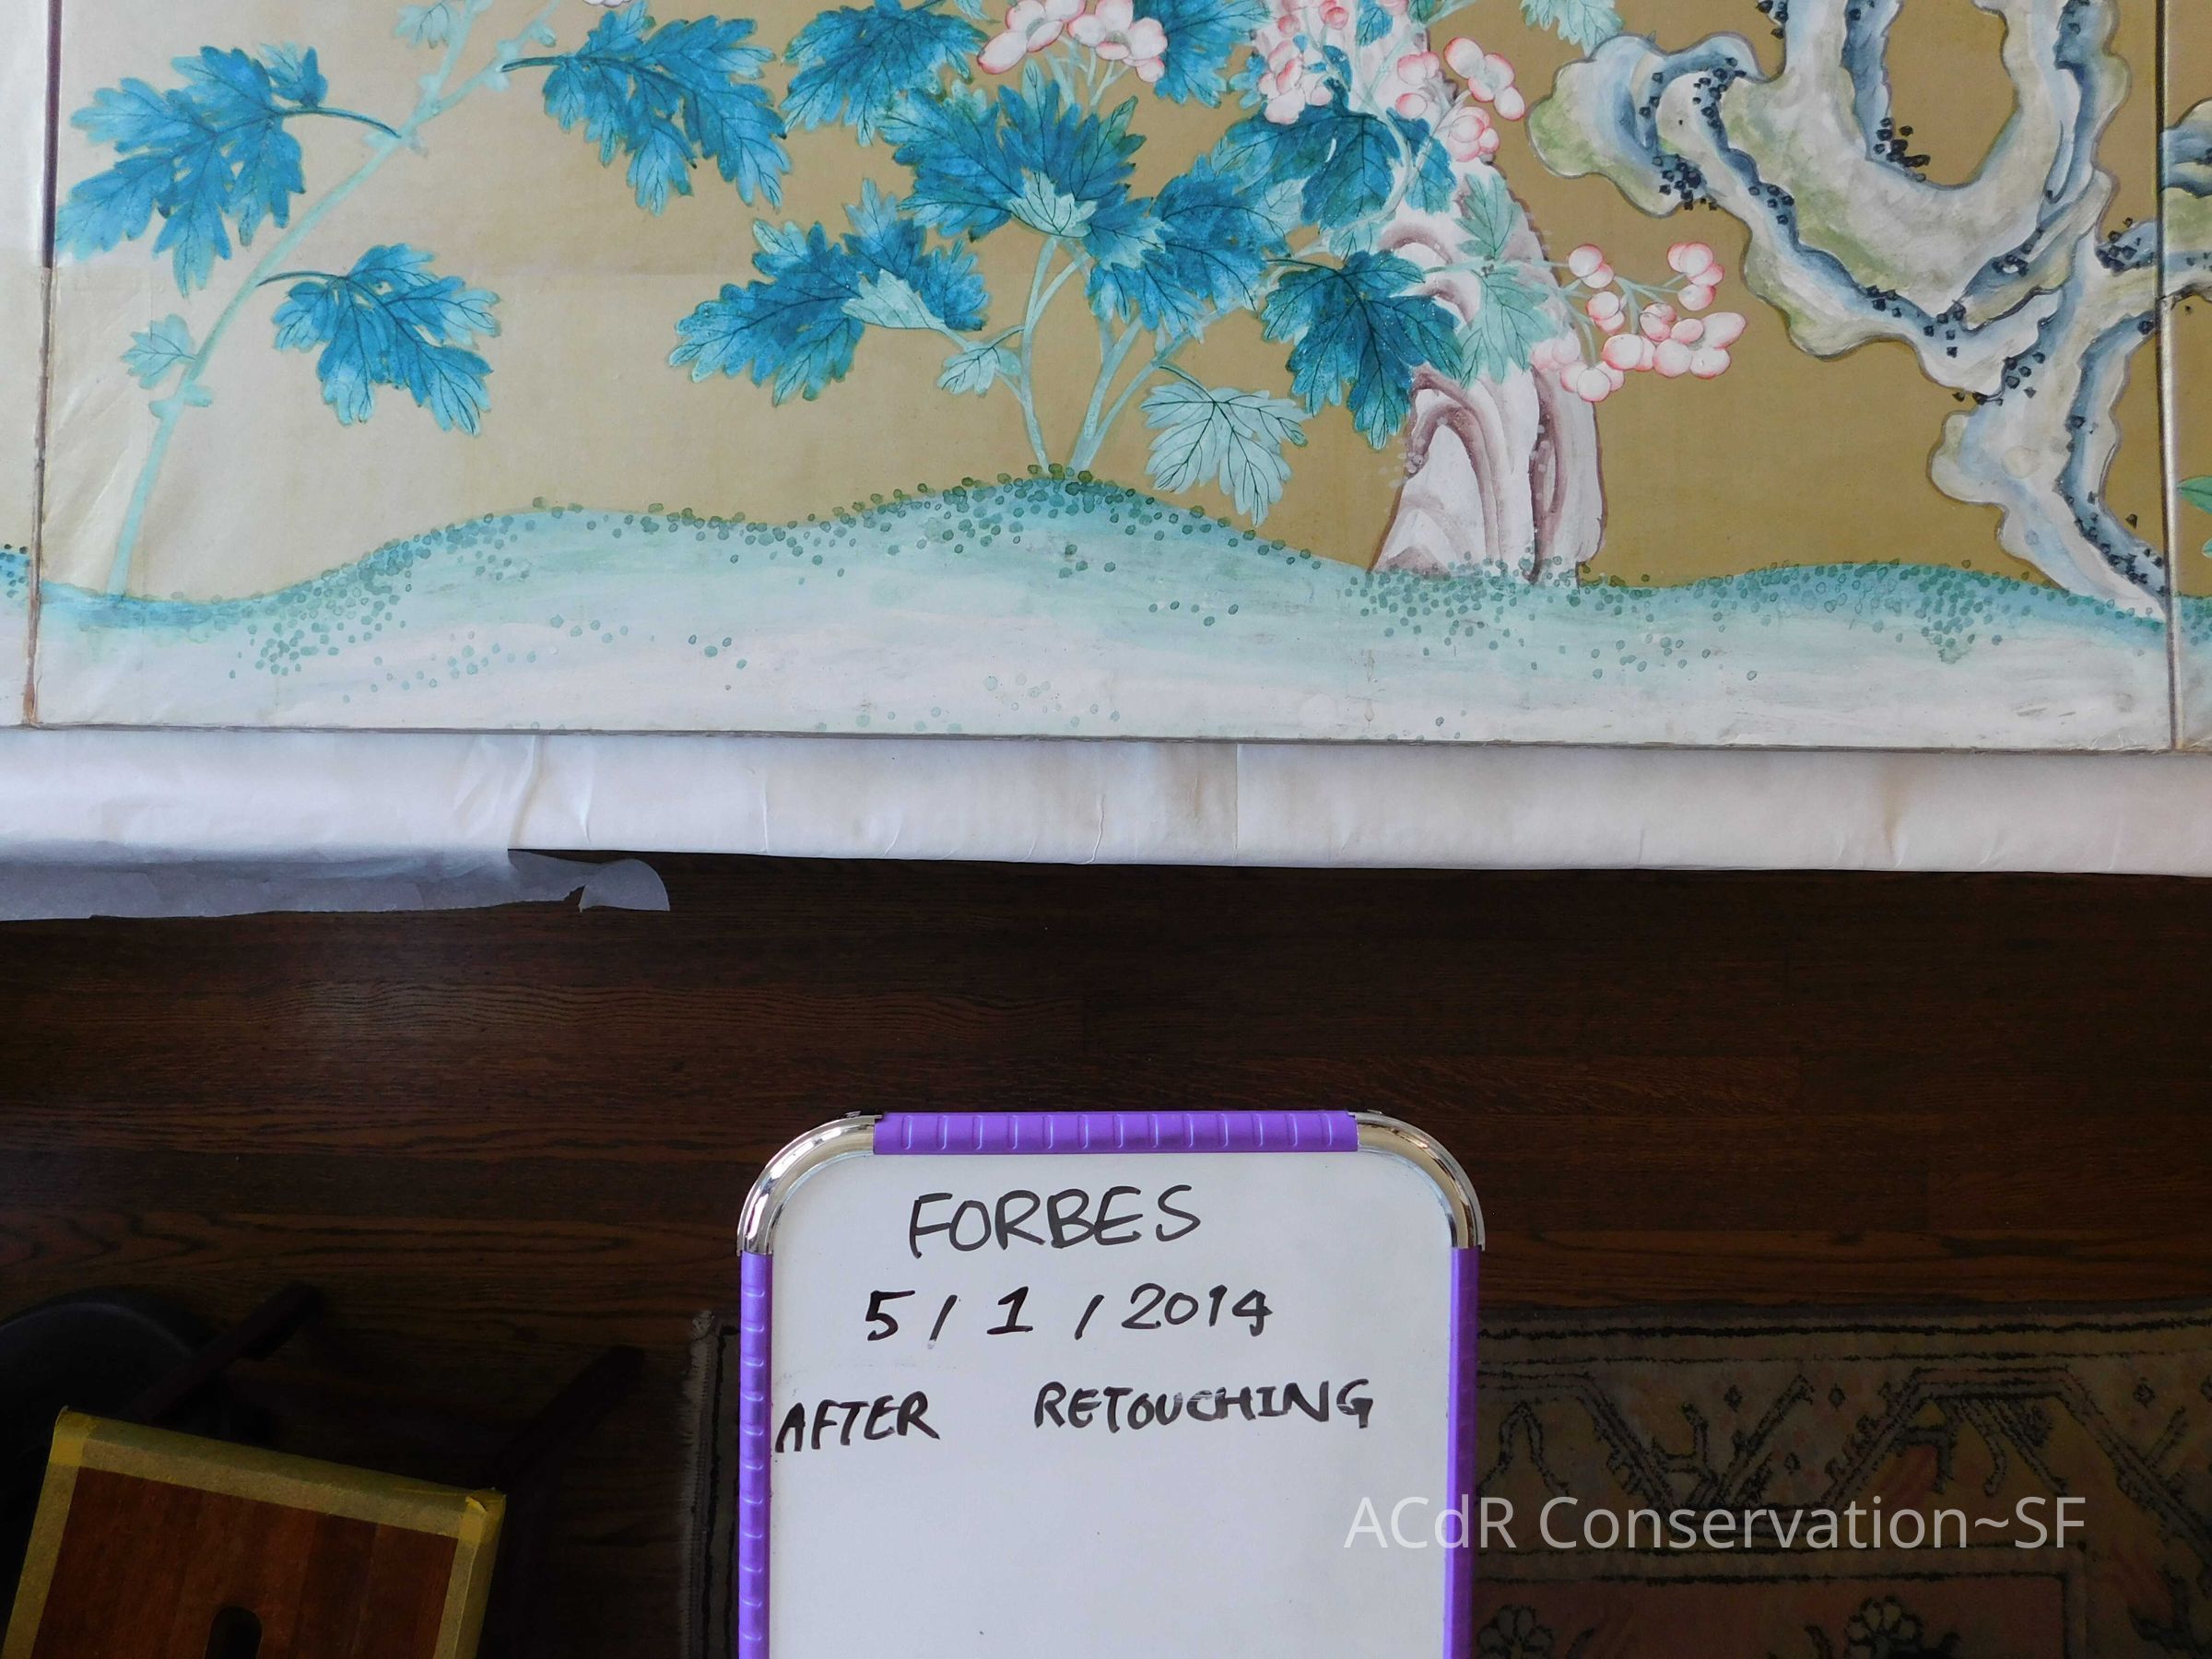 FORBES
5/1/2014
AFTER RETOUCHING
ACdR Conservation~SF